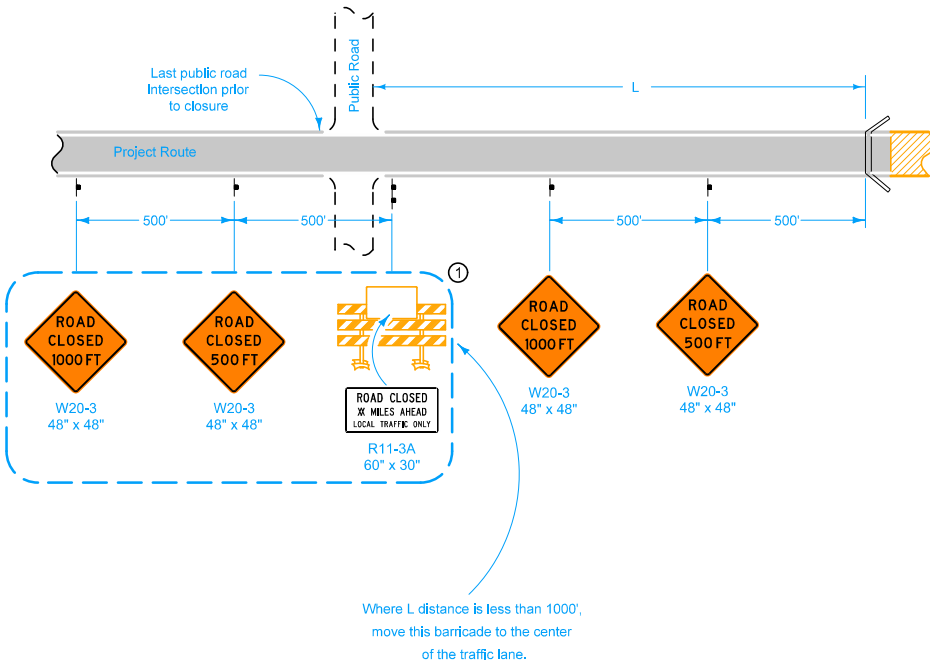 Public Road
Last public road
Intersection prior
to closure
L
Project Route
500'
500'
500'
500'
1
ROAD
CLOSED
1000 FT
W20-3
48" x 48"
ROAD
CLOSED
500 FT
W20-3
48" x 48"
ROAD CLOSED
XX MILES AHEAD
LOCAL TRAFFIC ONLY
R11-3A
60" x 30"
ROAD
CLOSED
1000 FT
W20-3
48" x 48"
ROAD
CLOSED
500 FT
W20-3
48" x 48"
Where L distance is less than 1000',
move this barricade to the center
of the traffic lane.